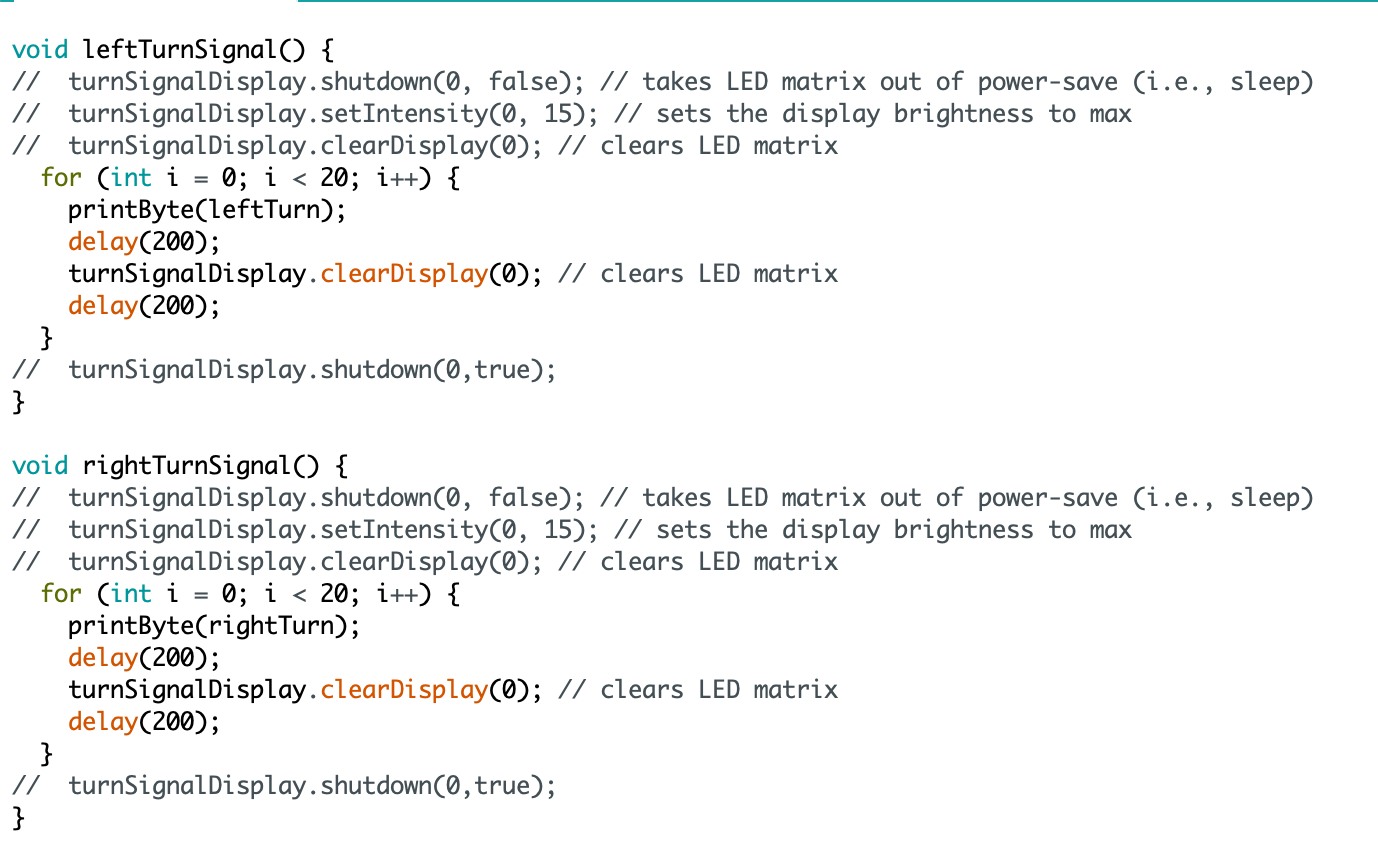 void leftTurnSignal() {
//  turnSignalDisplay.shutdown(0, false); // takes LED matrix out of power-save (i.e., sleep)
//  turnSignalDisplay.setIntensity(0, 15); // sets the display brightness to max
//  turnSignalDisplay.clearDisplay(0); // clears LED matrix
  for (int i = 0; i < 20; i++) {
    printByte(leftTurn);
    delay(200);
    turnSignalDisplay.clearDisplay(0); // clears LED matrix
    delay(200);
  }
//  turnSignalDisplay.shutdown(0,true);
}

void rightTurnSignal() {
//  turnSignalDisplay.shutdown(0, false); // takes LED matrix out of power-save (i.e., sleep)
//  turnSignalDisplay.setIntensity(0, 15); // sets the display brightness to max
//  turnSignalDisplay.clearDisplay(0); // clears LED matrix
  for (int i = 0; i < 20; i++) {
    printByte(rightTurn);
    delay(200);
    turnSignalDisplay.clearDisplay(0); // clears LED matrix
    delay(200);
  }
//  turnSignalDisplay.shutdown(0,true);
}